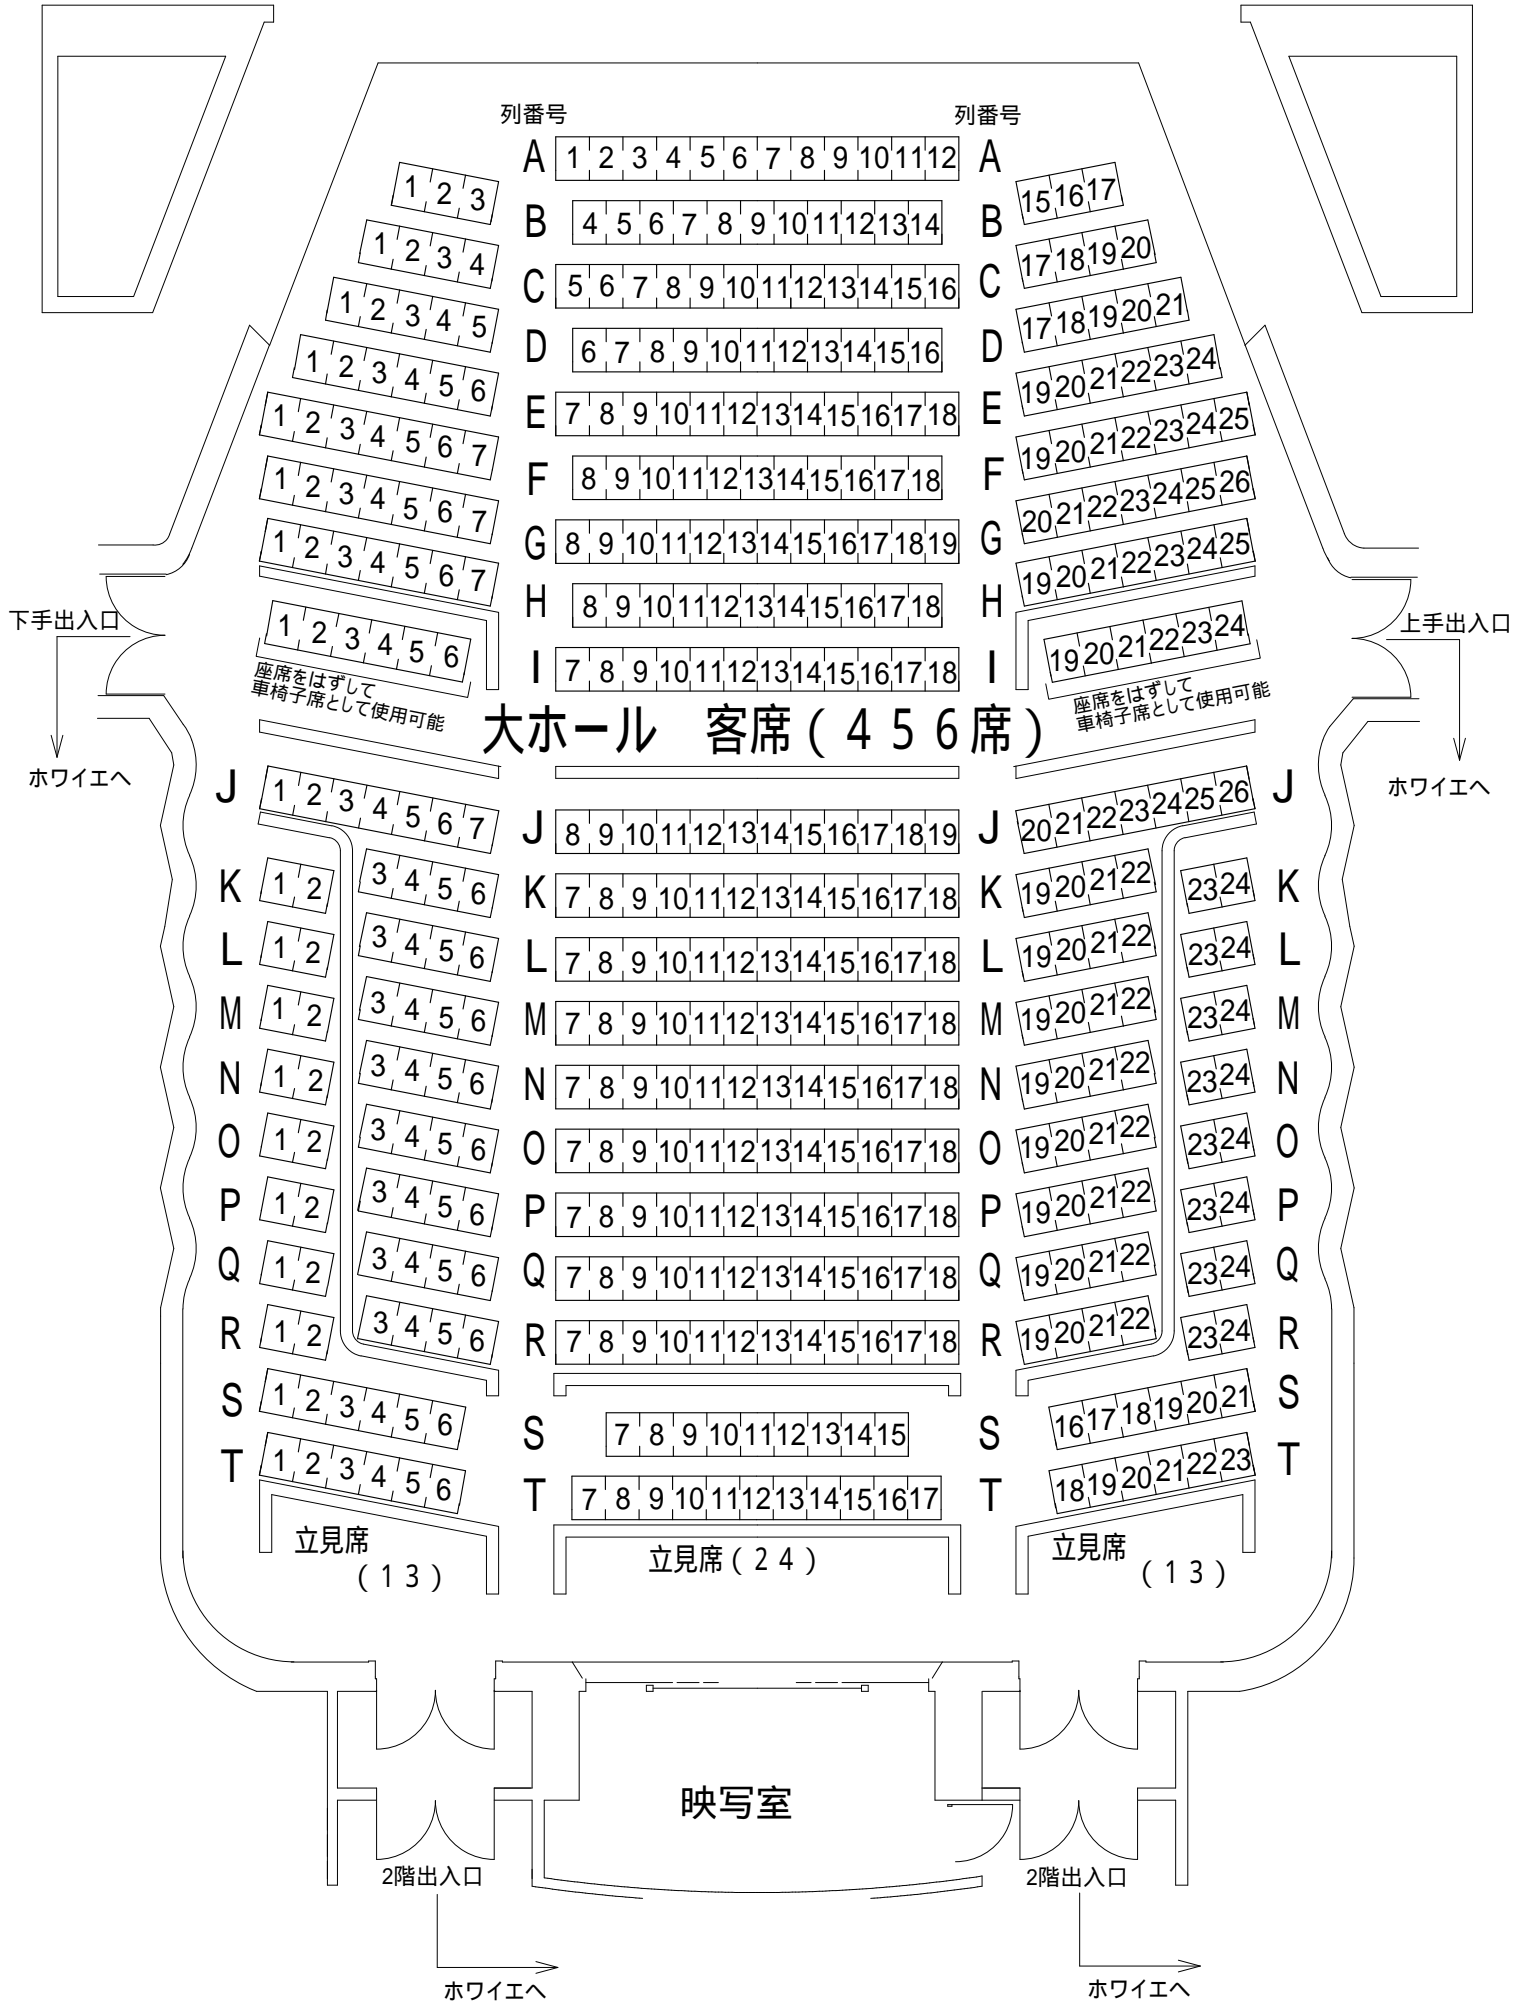 列番号 列番号
A 1 2 3 4 5 6 7 8 9 10 11 12 A
1 2 3 B 4 5 6 7 8 9 10 11 12 13 14 B 15 16 17
1 2 3 4 C 5 6 7 8 9 10 11 12 13 14 15 16 C 17 18 19 20
1 2 3 4 5 D 6 7 8 9 10 11 12 13 14 15 16 D 17 18 19 20 21
1 2 3 4 5 6 E 7 8 9 10 11 12 13 14 15 16 17 18 E 19 20 21 22 23 24
1 2 3 4 5 6 7 F 8 9 10 11 12 13 14 15 16 17 18 F 19 20 21 22 23 24 25
1 2 3 4 5 6 7 G 8 9 10 11 12 13 14 15 16 17 18 19 G 20 21 22 23 24 25 26
1 2 3 4 5 6 7 H 8 9 10 11 12 13 14 15 16 17 18 H 19 20 21 22 23 24 25
下手出入口
上手出入口
1 2 3 4 5 6 I 7 8 9 10 11 12 13 14 15 16 17 18 I 19 20 21 22 23 24
座席をはずして
車椅子席として使用可能
座席をはずして
車椅子席として使用可能
大ホール 客席(456席)
ホワイエへ
ホワイエへ
J 1 2 3 4 5 6 7 J 8 9 10 11 12 13 14 15 16 17 18 19 J 20 21 22 23 24 25 26 J
K 1 2 3 4 5 6 K 7 8 9 10 11 12 13 14 15 16 17 18 K 19 20 21 22 23 24 K
L 1 2 3 4 5 6 L 7 8 9 10 11 12 13 14 15 16 17 18 L 19 20 21 22 23 24 L
M 1 2 3 4 5 6 M 7 8 9 10 11 12 13 14 15 16 17 18 M 19 20 21 22 23 24 M
N 1 2 3 4 5 6 N 7 8 9 10 11 12 13 14 15 16 17 18 N 19 20 21 22 23 24 N
O 1 2 3 4 5 6 O 7 8 9 10 11 12 13 14 15 16 17 18 O 19 20 21 22 23 24 O
P 1 2 3 4 5 6 P 7 8 9 10 11 12 13 14 15 16 17 18 P 19 20 21 22 23 24 P
Q 1 2 3 4 5 6 Q 7 8 9 10 11 12 13 14 15 16 17 18 Q 19 20 21 22 23 24 Q
R 1 2 3 4 5 6 R 7 8 9 10 11 12 13 14 15 16 17 18 R 19 20 21 22 23 24 R
S 1 2 3 4 5 6 S 7 8 9 10 11 12 13 14 15 S 16 17 18 19 20 21 S
T 1 2 3 4 5 6 T 7 8 9 10 11 12 13 14 15 16 17 T 18 19 20 21 22 23 T
立見席
(13)
立見席(24)
立見席
(13)
映写室
2階出入口
2階出入口
ホワイエへ
ホワイエへ